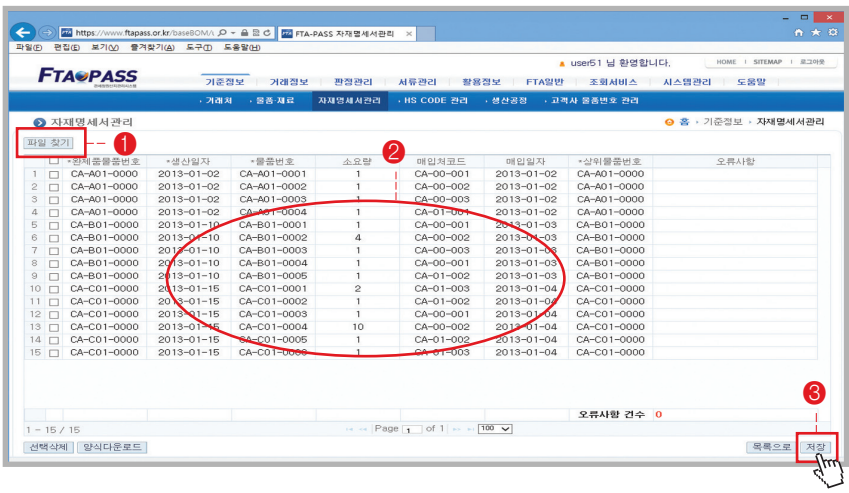 https://www.ftapass.or.kr/baseBOM/
FTA-PASS 자재명세서관리
파일(F) 편집(E) 보기(V) 즐겨찾기(A) 도구(T) 도움말(H)
user51 님 환영합니다. HOME | SITEMAP | 로그아웃
FTA PASS
기준정보 거래정보 판정관리 서류관리 활용정보 FTA일반 조회서비스 시스템관리 도움말
· 거래처 · 물품·재료 자재명세서관리 · HS CODE 관리 · 생산공정 · 고객사 물품번호 관리
자재명세서관리 홈 › 기준정보 › 자재명세서관리
파일 찾기 1
2
*완제품물품번호 *생산일자 *물품번호 소요량 매입처코드 매입일자 *상위물품번호 오류사항
1 CA-A01-0000 2013-01-02 CA-A01-0001 1 CA-00-001 2013-01-02 CA-A01-0000
2 CA-A01-0000 2013-01-02 CA-A01-0002 1 CA-00-002 2013-01-02 CA-A01-0000
3 CA-A01-0000 2013-01-02 CA-A01-0003 1 CA-00-003 2013-01-02 CA-A01-0000
4 CA-A01-0000 2013-01-02 CA-A01-0004 1 CA-01-001 2013-01-02 CA-A01-0000
5 CA-B01-0000 2013-01-10 CA-B01-0001 1 CA-00-001 2013-01-03 CA-B01-0000
6 CA-B01-0000 2013-01-10 CA-B01-0002 4 CA-00-002 2013-01-03 CA-B01-0000
7 CA-B01-0000 2013-01-10 CA-B01-0003 1 CA-00-003 2013-01-03 CA-B01-0000
8 CA-B01-0000 2013-01-10 CA-B01-0004 1 CA-00-001 2013-01-03 CA-B01-0000
9 CA-B01-0000 2013-01-10 CA-B01-0005 1 CA-01-002 2013-01-03 CA-B01-0000
10 CA-C01-0000 2013-01-15 CA-C01-0001 2 CA-01-003 2013-01-04 CA-C01-0000
11 CA-C01-0000 2013-01-15 CA-C01-0002 1 CA-01-002 2013-01-04 CA-C01-0000
12 CA-C01-0000 2013-01-15 CA-C01-0003 1 CA-00-001 2013-01-04 CA-C01-0000
13 CA-C01-0000 2013-01-15 CA-C01-0004 10 CA-00-002 2013-01-04 CA-C01-0000
14 CA-C01-0000 2013-01-15 CA-C01-0005 1 CA-01-002 2013-01-04 CA-C01-0000
15 CA-C01-0000 2013-01-15 CA-C01-0006 1 CA-01-003 2013-01-04 CA-C01-0000
오류사항 건수 0
3
1 - 15 / 15 Page 1 of 1 100
선택삭제 양식다운로드 목록으로 저장